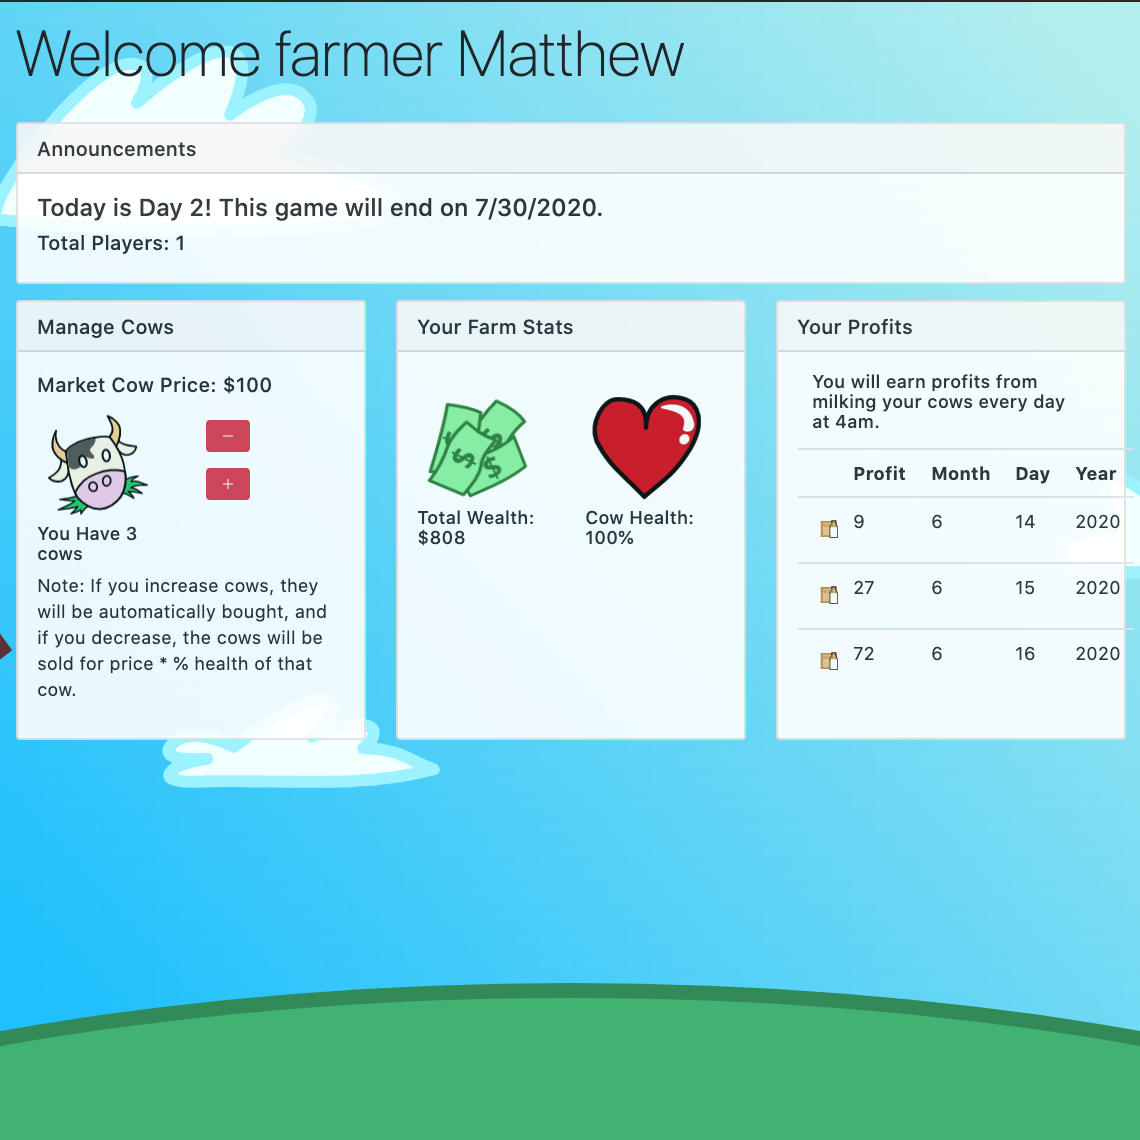 Welcome farmer Matthew
Announcements
Today is Day 2! This game will end on 7/30/2020.
Total Players: 1
Manage Cows
Market Cow Price: $100
−
+
You Have 3
cows
Note: If you increase cows, they
will be automatically bought, and
if you decrease, the cows will be
sold for price * % health of that
cow.
Your Farm Stats
$ $ $
Total Wealth:
$808
Cow Health:
100%
Your Profits
You will earn profits from
milking your cows every day
at 4am.
Profit Month Day Year
9 6 14 2020
27 6 15 2020
72 6 16 2020